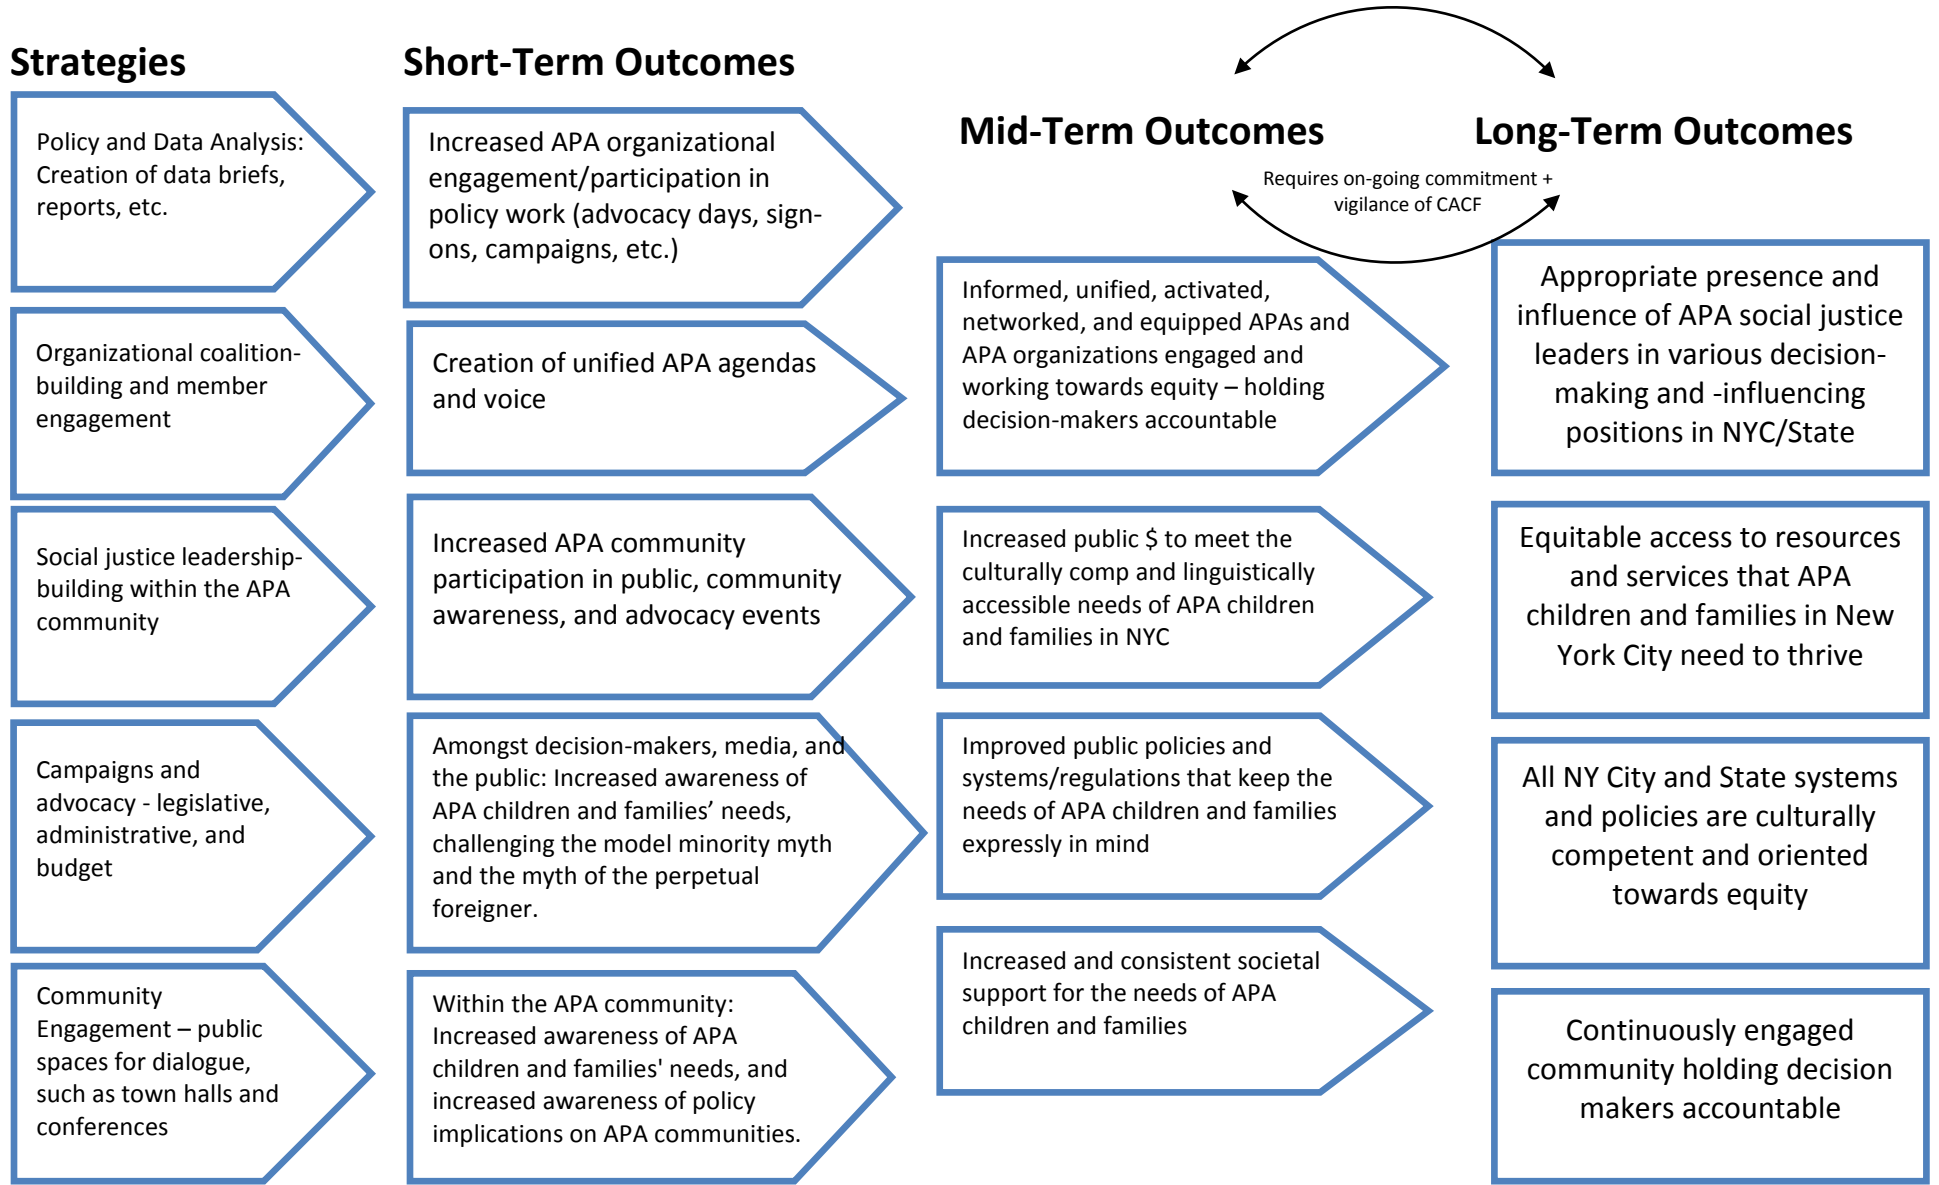 Strategies
Policy and Data Analysis:
Creation of data briefs,
reports, etc.
Organizational coalition-
building and member
engagement
Social justice leadership-
building within the APA
community
Campaigns and
advocacy - legislative,
administrative, and
budget
Community
Engagement – public
spaces for dialogue,
such as town halls and
conferences
Short-Term Outcomes
Increased APA organizational
engagement/participation in
policy work (advocacy days, sign-
ons, campaigns, etc.)
Creation of unified APA agendas
and voice
Increased APA community
participation in public, community
awareness, and advocacy events
Amongst decision-makers, media, and
the public: Increased awareness of
APA children and families’ needs,
challenging the model minority myth
and the myth of the perpetual
foreigner.
Within the APA community:
Increased awareness of APA
children and families' needs, and
increased awareness of policy
implications on APA communities.
Mid-Term Outcomes
Informed, unified, activated,
networked, and equipped APAs and
APA organizations engaged and
working towards equity – holding
decision-makers accountable
Increased public $ to meet the
culturally comp and linguistically
accessible needs of APA children
and families in NYC
Improved public policies and
systems/regulations that keep the
needs of APA children and families
expressly in mind
Increased and consistent societal
support for the needs of APA
children and families
Requires on-going commitment +
vigilance of CACF
Long-Term Outcomes
Appropriate presence and
influence of APA social justice
leaders in various decision-
making and -influencing
positions in NYC/State
Equitable access to resources
and services that APA
children and families in New
York City need to thrive
All NY City and State systems
and policies are culturally
competent and oriented
towards equity
Continuously engaged
community holding decision
makers accountable